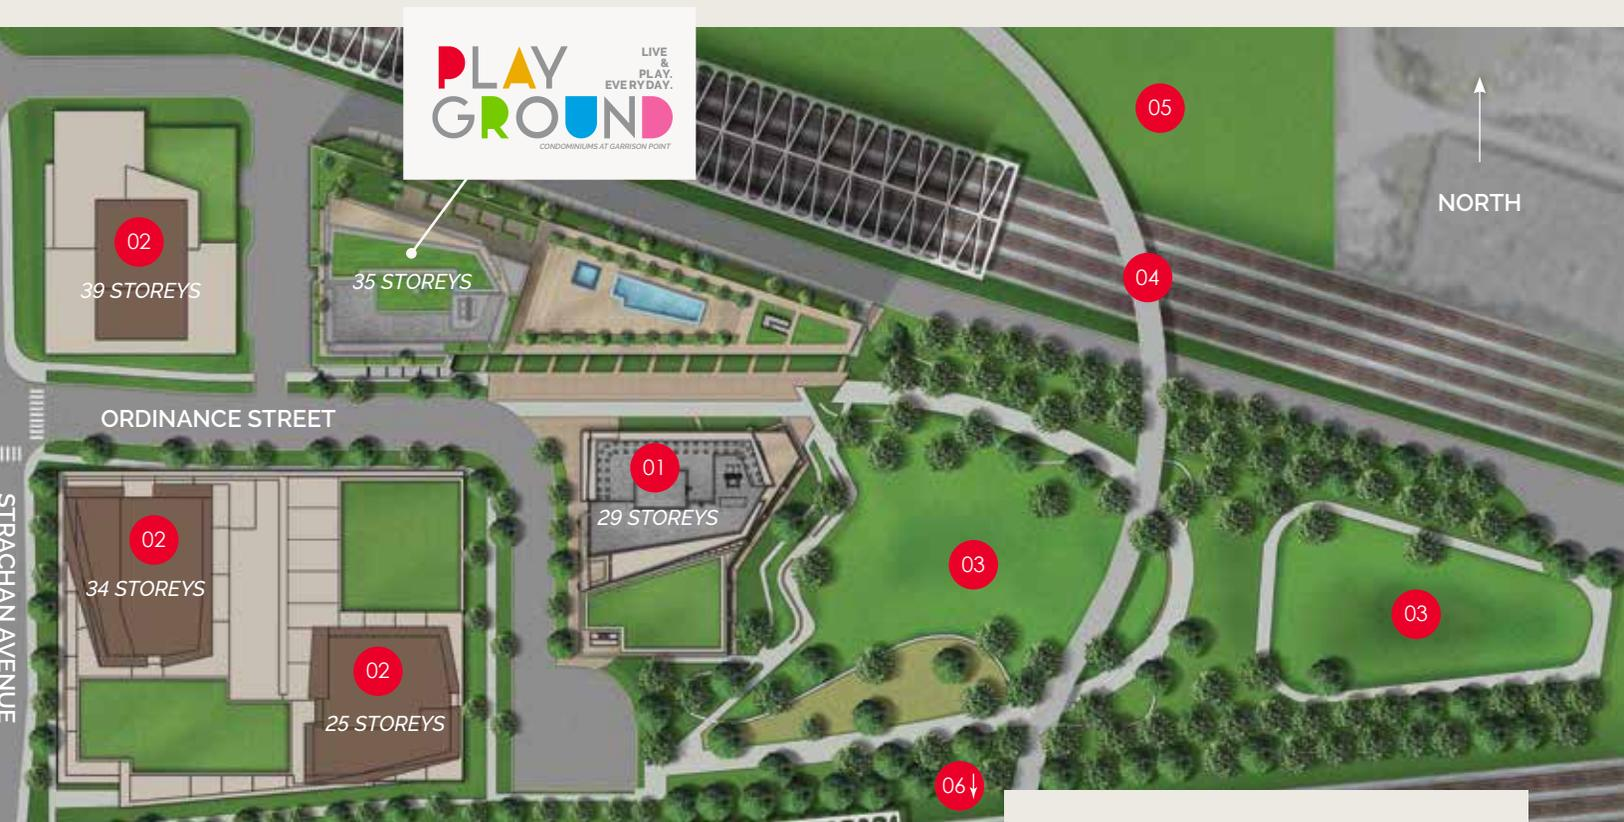 PLAY
GROUND
LIVE
&
PLAY.
EVERYDAY.
CONDOMINIUMS AT GARRISON POINT
05
NORTH
04
02
39 STOREYS
35 STOREYS
ORDINANCE STREET
01
29 STOREYS
STRACHAN AVENUE
02
34 STOREYS
03
03
02
25 STOREYS
06